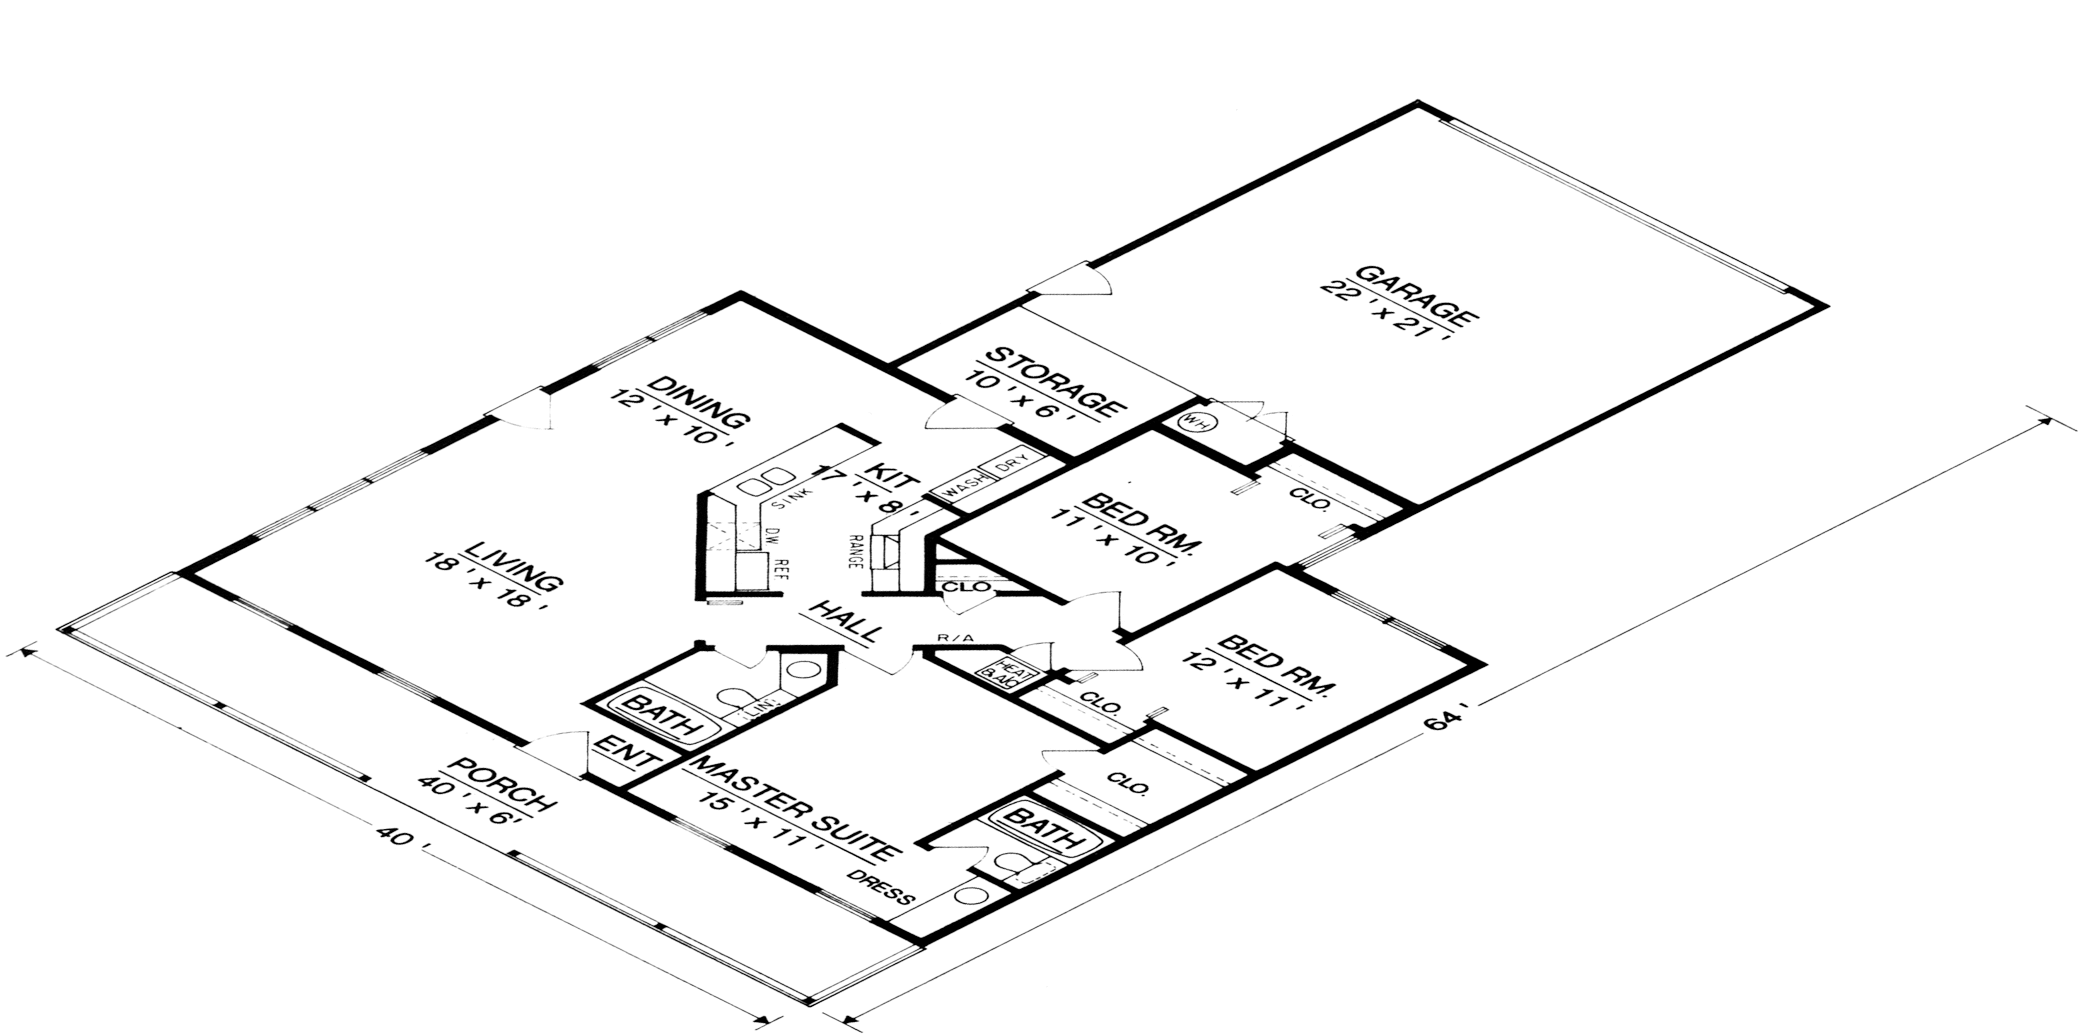 GARAGE
22 ' x 21 '
STORAGE
10 ' x 6 '
WH
DINING
12 ' x 10 '
KIT
17 ' x 8 '
SINK
DW
REF
RANGE
WASH
DRY
BED RM.
11 ' x 10 '
CLO.
LIVING
18 ' x 18 '
CLO.
HALL
R/A
HEAT
& A/C
BED RM.
12 ' x 11 '
CLO.
CLO.
BATH
LIN.
ENT
MASTER SUITE
15 ' x 11 '
DRESS
BATH
PORCH
40 ' x 6'
40 '
64 '